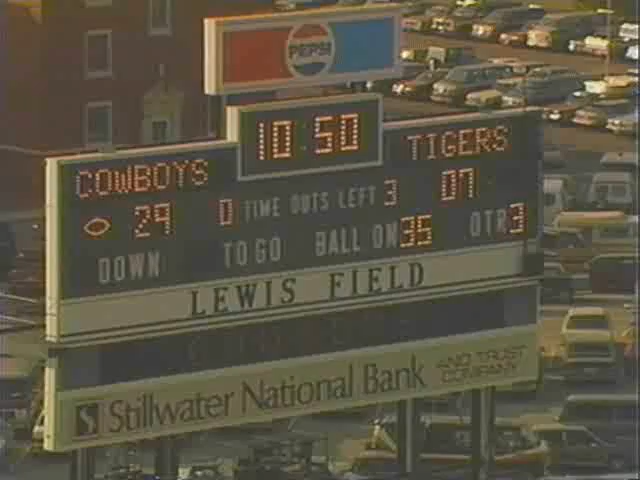 PEPSI
10:50
COWBOYS TIGERS
29 0 TIME OUTS LEFT 3 07
DOWN TO GO BALL ON 35 QTR 3
LEWIS FIELD
Stillwater National Bank AND TRUST COMPANY